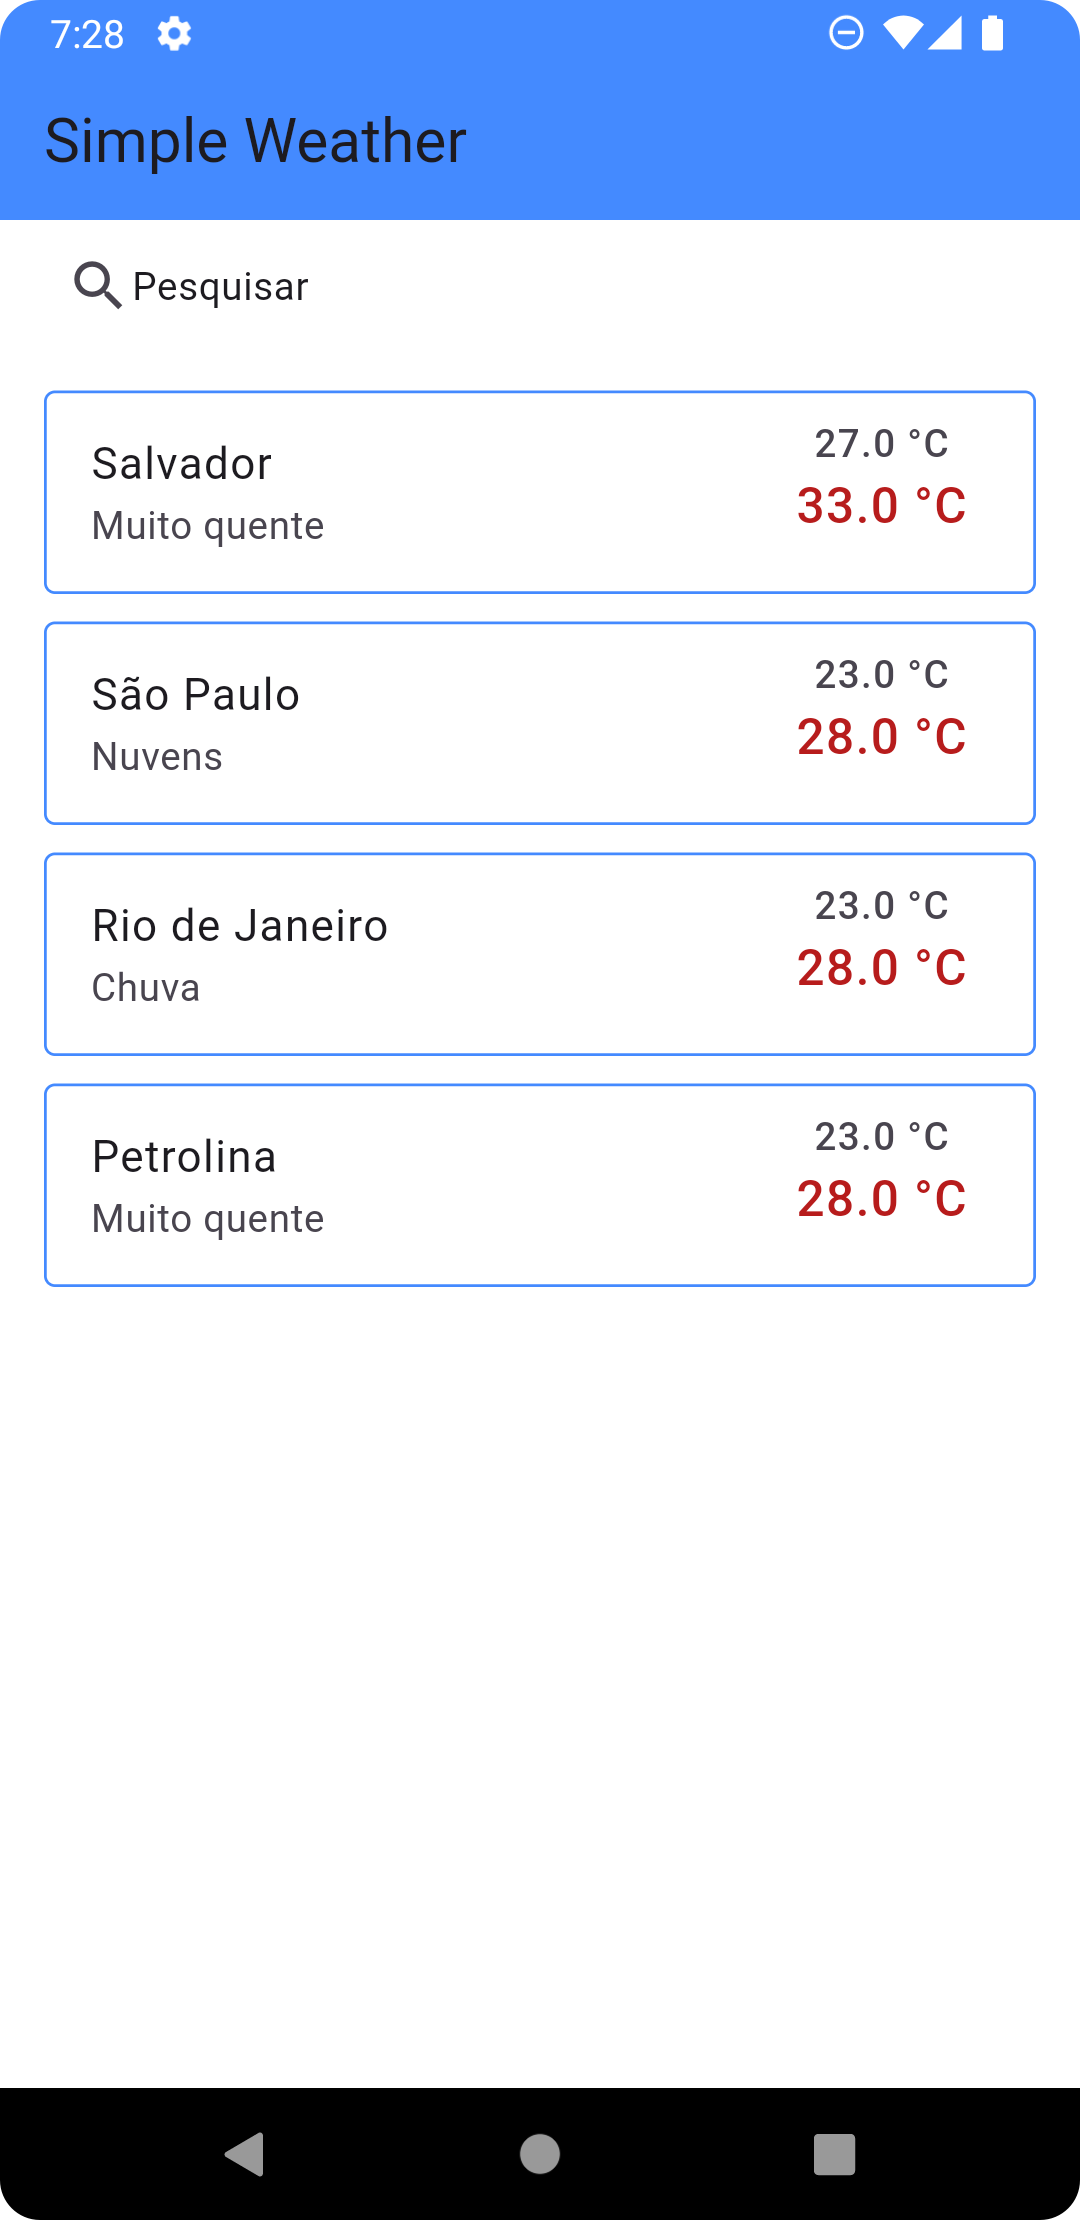 7:28
Simple Weather
Pesquisar
Salvador
Muito quente
27.0 °C
33.0 °C
São Paulo
Nuvens
23.0 °C
28.0 °C
Rio de Janeiro
Chuva
23.0 °C
28.0 °C
Petrolina
Muito quente
23.0 °C
28.0 °C